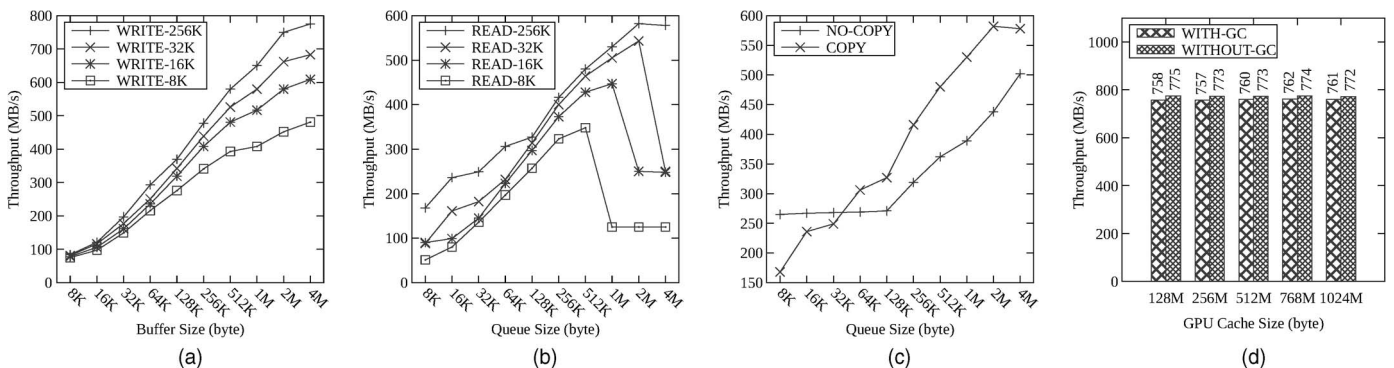 800
700
600
500
400
300
200
100
0
Throughput (MB/s)
WRITE-256K
WRITE-32K
WRITE-16K
WRITE-8K
8K 16K 32K 64K 128K 256K 512K 1M 2M 4M
Buffer Size (byte)
(a)
600
500
400
300
200
100
0
Throughput (MB/s)
READ-256K
READ-32K
READ-16K
READ-8K
8K 16K 32K 64K 128K 256K 512K 1M 2M 4M
Queue Size (byte)
(b)
600
550
500
450
400
350
300
250
200
150
Throughput (MB/s)
NO-COPY
COPY
8K 16K 32K 64K 128K 256K 512K 1M 2M 4M
Queue Size (byte)
(c)
1000
800
600
400
200
0
Throughput (MB/s)
WITH-GC
WITHOUT-GC
758 775 757 773 760 773 762 774 761 772
128M 256M 512M 768M 1024M
GPU Cache Size (byte)
(d)